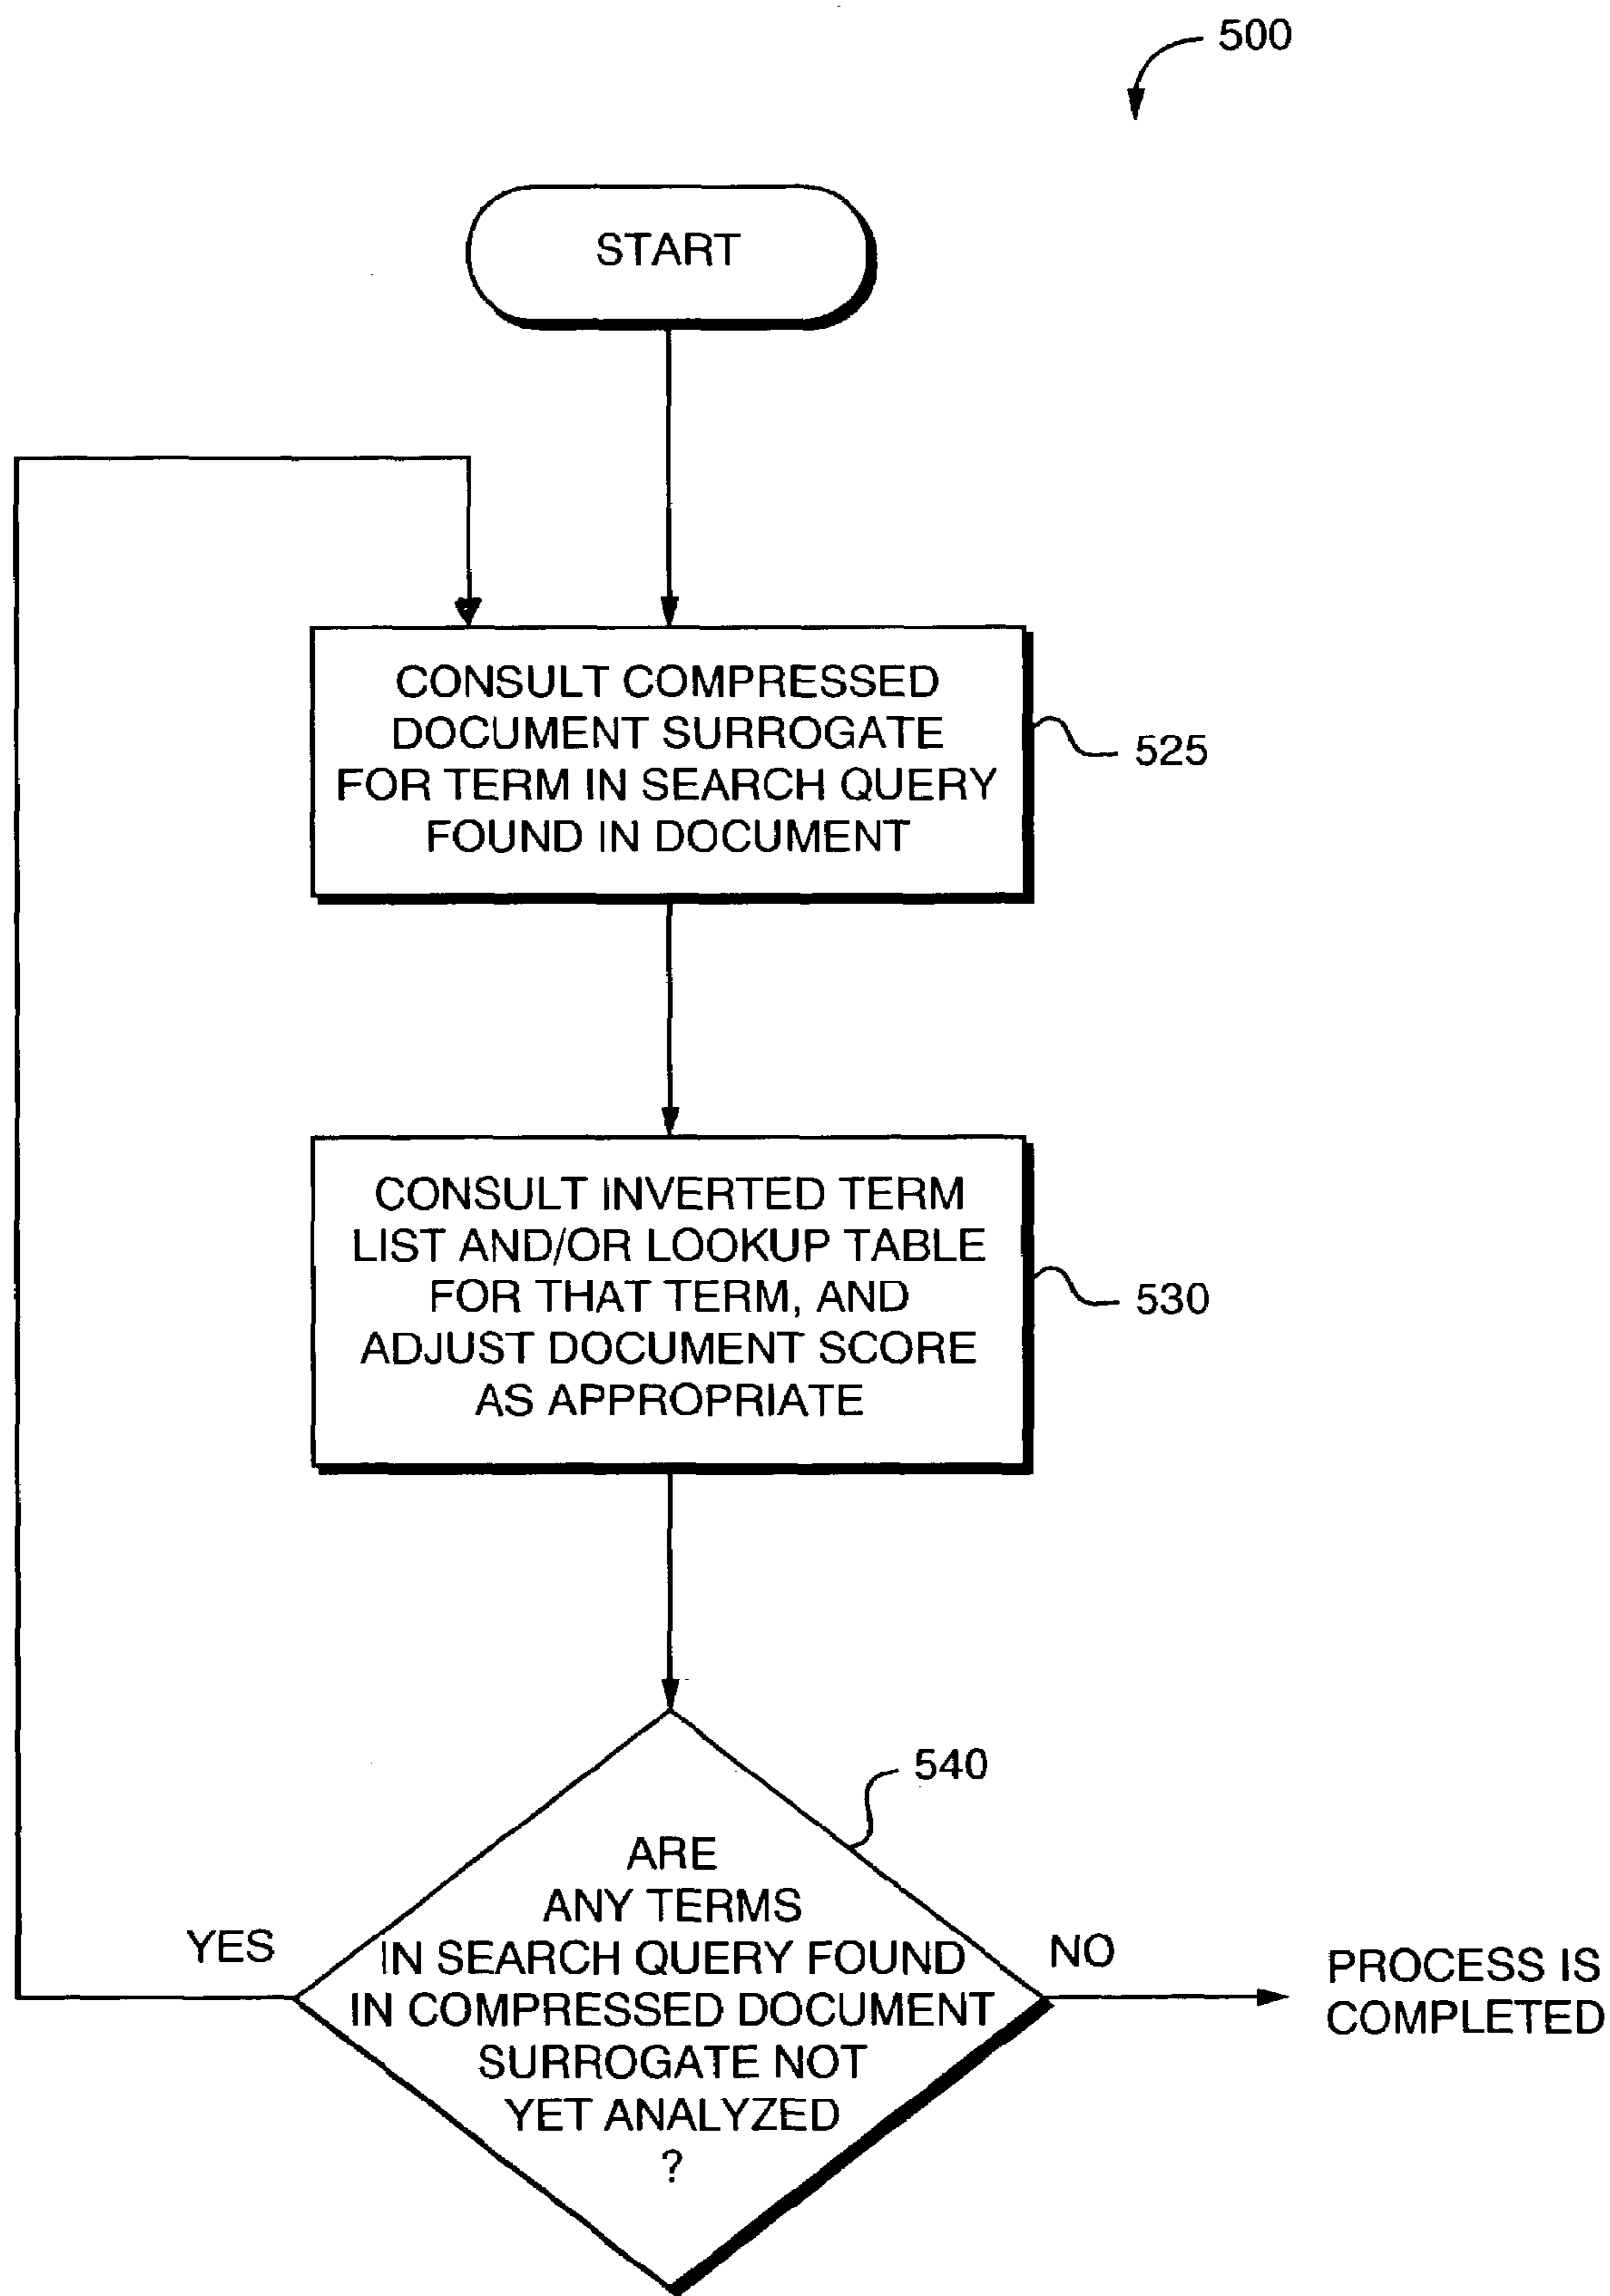 500
START
CONSULT COMPRESSED
DOCUMENT SURROGATE
FOR TERM IN SEARCH QUERY
FOUND IN DOCUMENT
525
CONSULT INVERTED TERM
LIST AND/OR LOOKUP TABLE
FOR THAT TERM, AND
ADJUST DOCUMENT SCORE
AS APPROPRIATE
530
540
ARE
ANY TERMS
IN SEARCH QUERY FOUND
IN COMPRESSED DOCUMENT
SURROGATE NOT
YET ANALYZED
?
YES
NO
PROCESS IS
COMPLETED